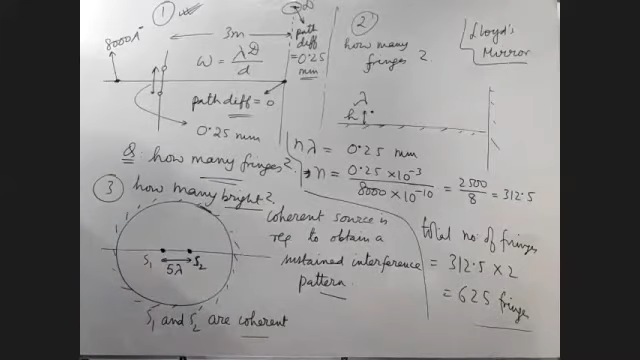 1
8000 Å
3m
path
diff
= 0.25
mm
ω = λD
d
path diff = 0
0.25 mm
Q how many fringes?
2
how many
fringes ?
Lloyd's
Mirror
λ
h
nλ = 0.25 mm
n = 0.25 × 10⁻³ = 2500 = 312.5
8000 × 10⁻¹⁰ 8
3 how many bright?
S₁ S₂
5λ
S₁ and S₂ are coherent
coherent source is
req to obtain a
sustained interference
pattern
total no. of fringes
= 312.5 × 2
= 625 fringe